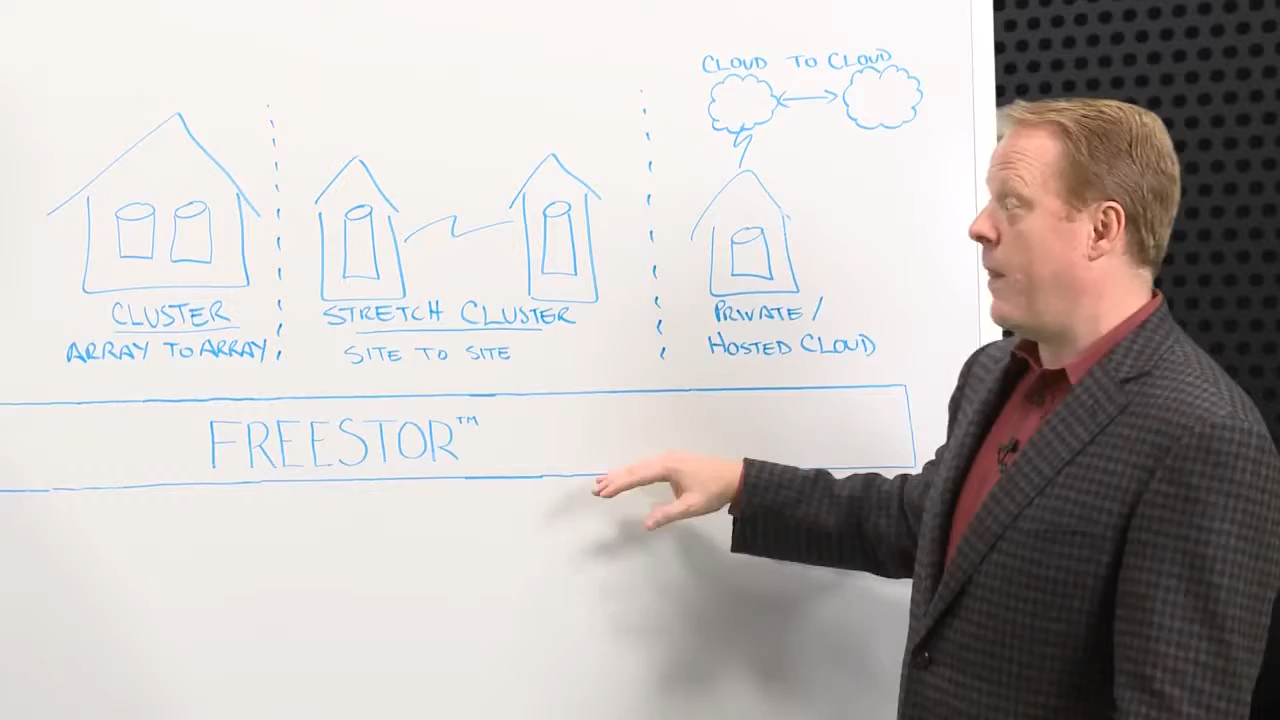 CLOUD TO CLOUD
CLUSTER
ARRAY TO ARRAY
STRETCH CLUSTER
SITE TO SITE
PRIVATE/
HOSTED CLOUD
FREESTOR™